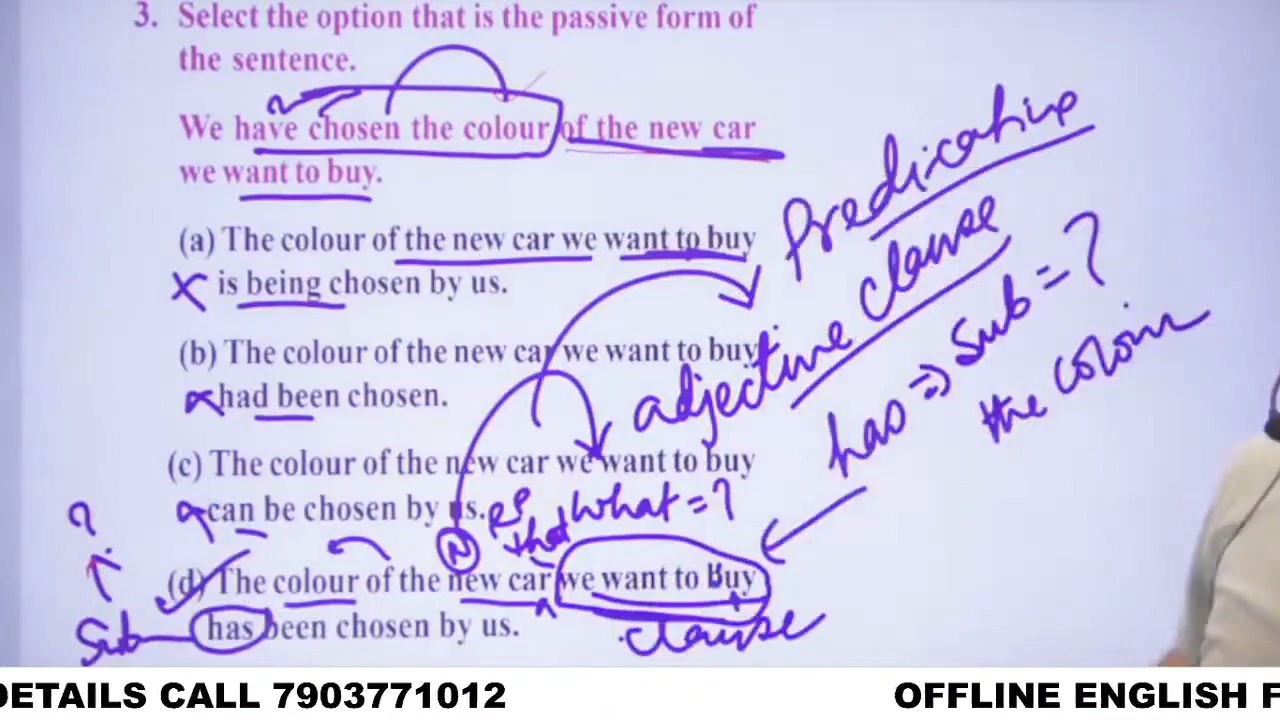 3. Select the option that is the passive form of
the sentence.
We have chosen the colour of the new car
we want to buy.
(a) The colour of the new car we want to buy
is being chosen by us.
(b) The colour of the new car we want to buy
had been chosen.
(c) The colour of the new car we want to buy
can be chosen by us.
(d) The colour of the new car we want to Buy
has been chosen by us.
Predicative
adjective clause
has => Sub = ?
the colour
RP
that
what = ?
N
clause
?
Sub
DETAILS CALL 7903771012
OFFLINE ENGLISH F